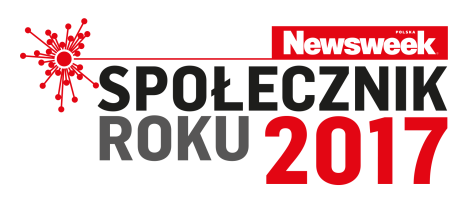 POLSKA
Newsweek
SPOŁECZNIK
ROKU 2017